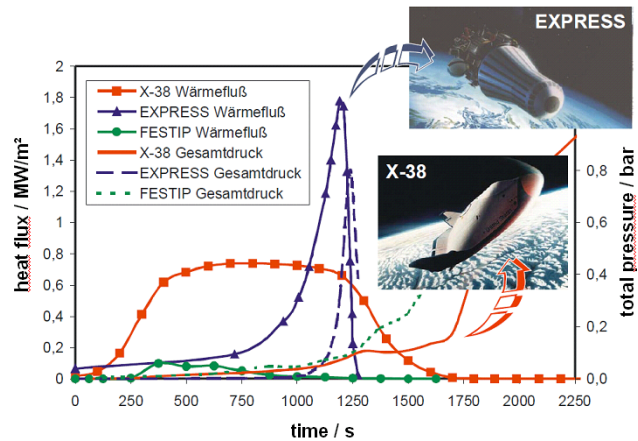 EXPRESS
X-38 Wärmefluß
EXPRESS Wärmefluß
FESTIP Wärmefluß
X-38 Gesamtdruck
EXPRESS Gesamtdruck
FESTIP Gesamtdruck
X-38
heat flux / MW/m²
2
1,8
1,6
1,4
1,2
1
0,8
0,6
0,4
0,2
0
total pressure / bar
0,8
0,6
0,4
0,2
0,0
0 250 500 750 1000 1250 1500 1750 2000 2250
time / s